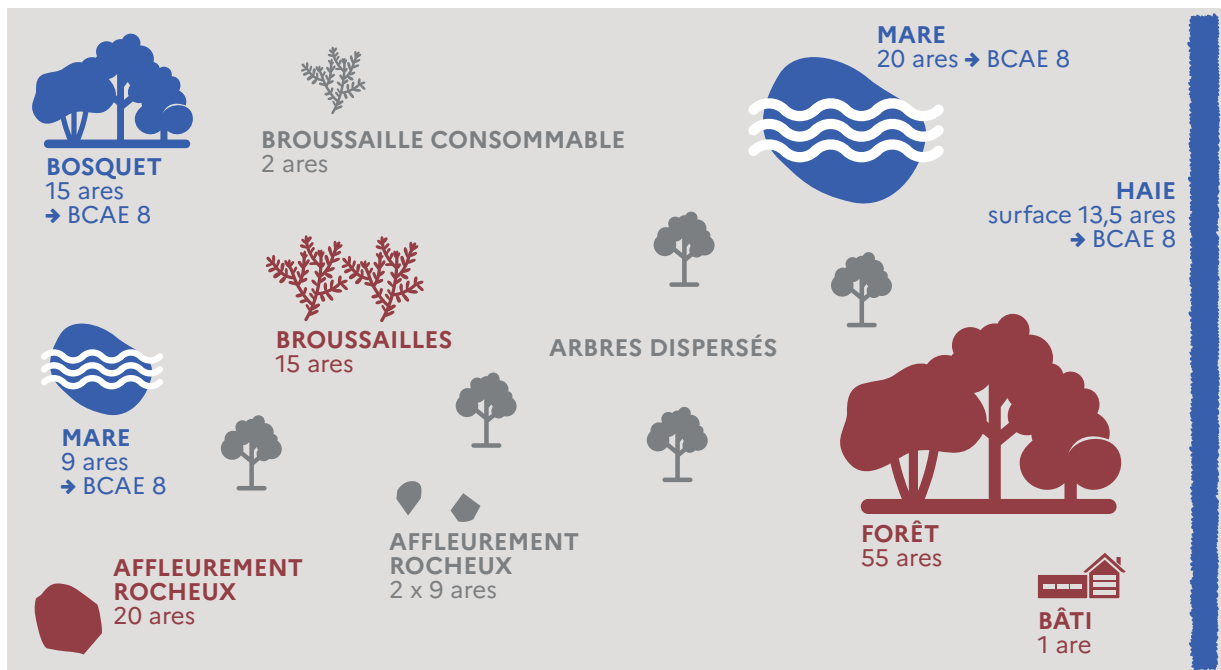 MARE
20 ares → BCAE 8
BROUSSAILLE CONSOMMABLE
2 ares
BOSQUET
15 ares
→ BCAE 8
HAIE
surface 13,5 ares
→ BCAE 8
BROUSSAILLES
15 ares
ARBRES DISPERSÉS
MARE
9 ares
→ BCAE 8
AFFLEUREMENT
ROCHEUX
2 x 9 ares
FORÊT
55 ares
AFFLEUREMENT
ROCHEUX
20 ares
BÂTI
1 are